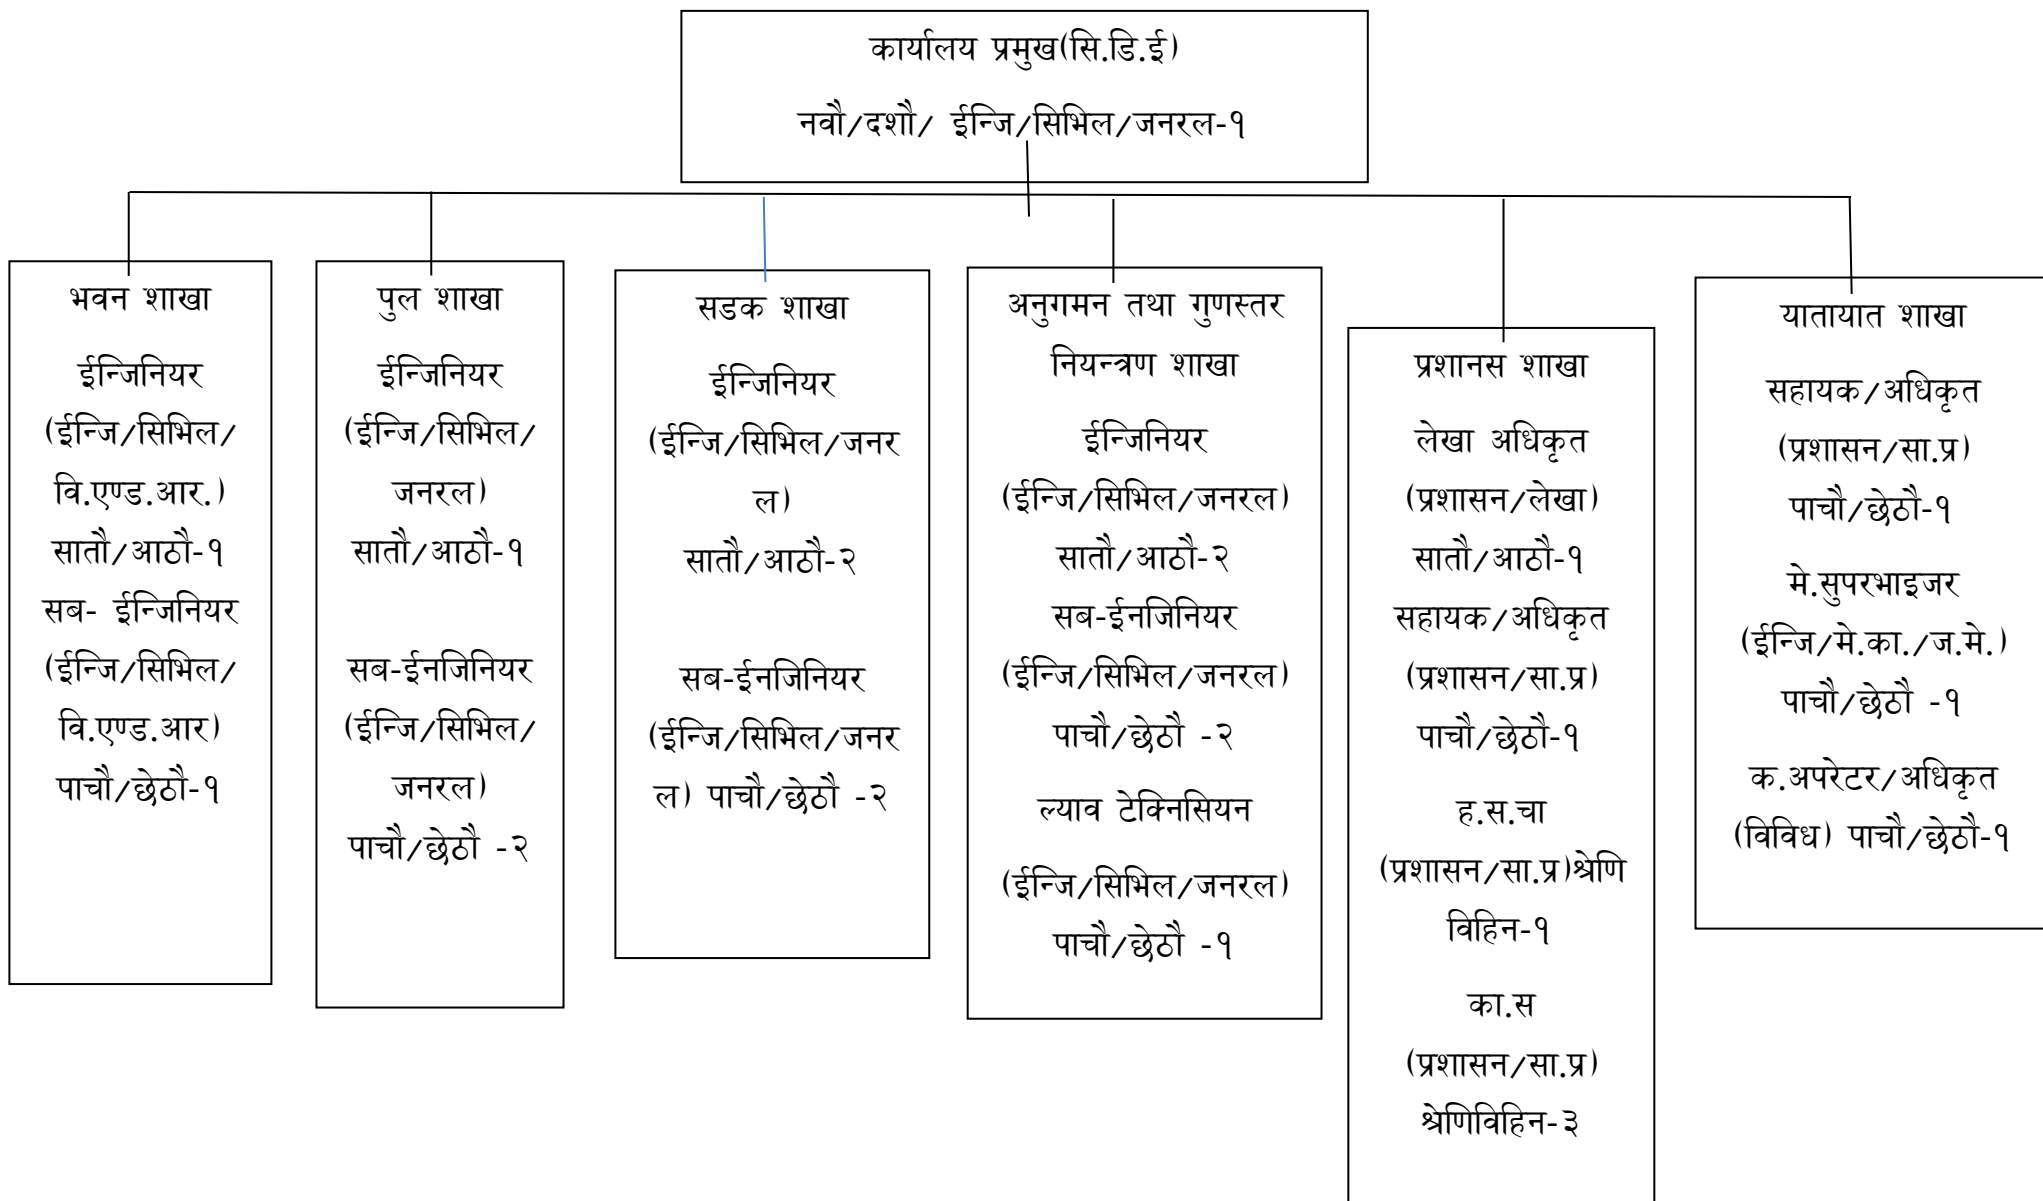 कार्यालय प्रमुख(सि.डि.ई)
नवौ/दशौ/ ईन्जि/सिभिल/जनरल-१
भवन शाखा
ईन्जिनियर
(ईन्जि/सिभिल/
वि.एण्ड.आर.)
सातौ/आठौ-१
सब- ईन्जिनियर
(ईन्जि/सिभिल/
वि.एण्ड.आर)
पाचौ/छेठौ-१
पुल शाखा
ईन्जिनियर
(ईन्जि/सिभिल/
जनरल)
सातौ/आठौ-१
सब-ईनजिनियर
(ईन्जि/सिभिल/
जनरल)
पाचौ/छेठौ -२
सडक शाखा
ईन्जिनियर
(ईन्जि/सिभिल/जनर
ल)
सातौ/आठौ-२
सब-ईनजिनियर
(ईन्जि/सिभिल/जनर
ल) पाचौ/छेठौ -२
अनुगमन तथा गुणस्तर
नियन्त्रण शाखा
ईन्जिनियर
(ईन्जि/सिभिल/जनरल)
सातौ/आठौ-२
सब-ईनजिनियर
(ईन्जि/सिभिल/जनरल)
पाचौ/छेठौ -२
ल्याव टेक्निसियन
(ईन्जि/सिभिल/जनरल)
पाचौ/छेठौ -१
प्रशानस शाखा
लेखा अधिकृत
(प्रशासन/लेखा)
सातौ/आठौ-१
सहायक/अधिकृत
(प्रशासन/सा.प्र)
पाचौ/छेठौ-१
ह.स.चा
(प्रशासन/सा.प्र)श्रेणि
विहिन-१
का.स
(प्रशासन/सा.प्र)
श्रेणिविहिन-३
यातायात शाखा
सहायक/अधिकृत
(प्रशासन/सा.प्र)
पाचौ/छेठौ-१
मे.सुपरभाइजर
(ईन्जि/मे.का./ज.मे.)
पाचौ/छेठौ -१
क.अपरेटर/अधिकृत
(विविध) पाचौ/छेठौ-१